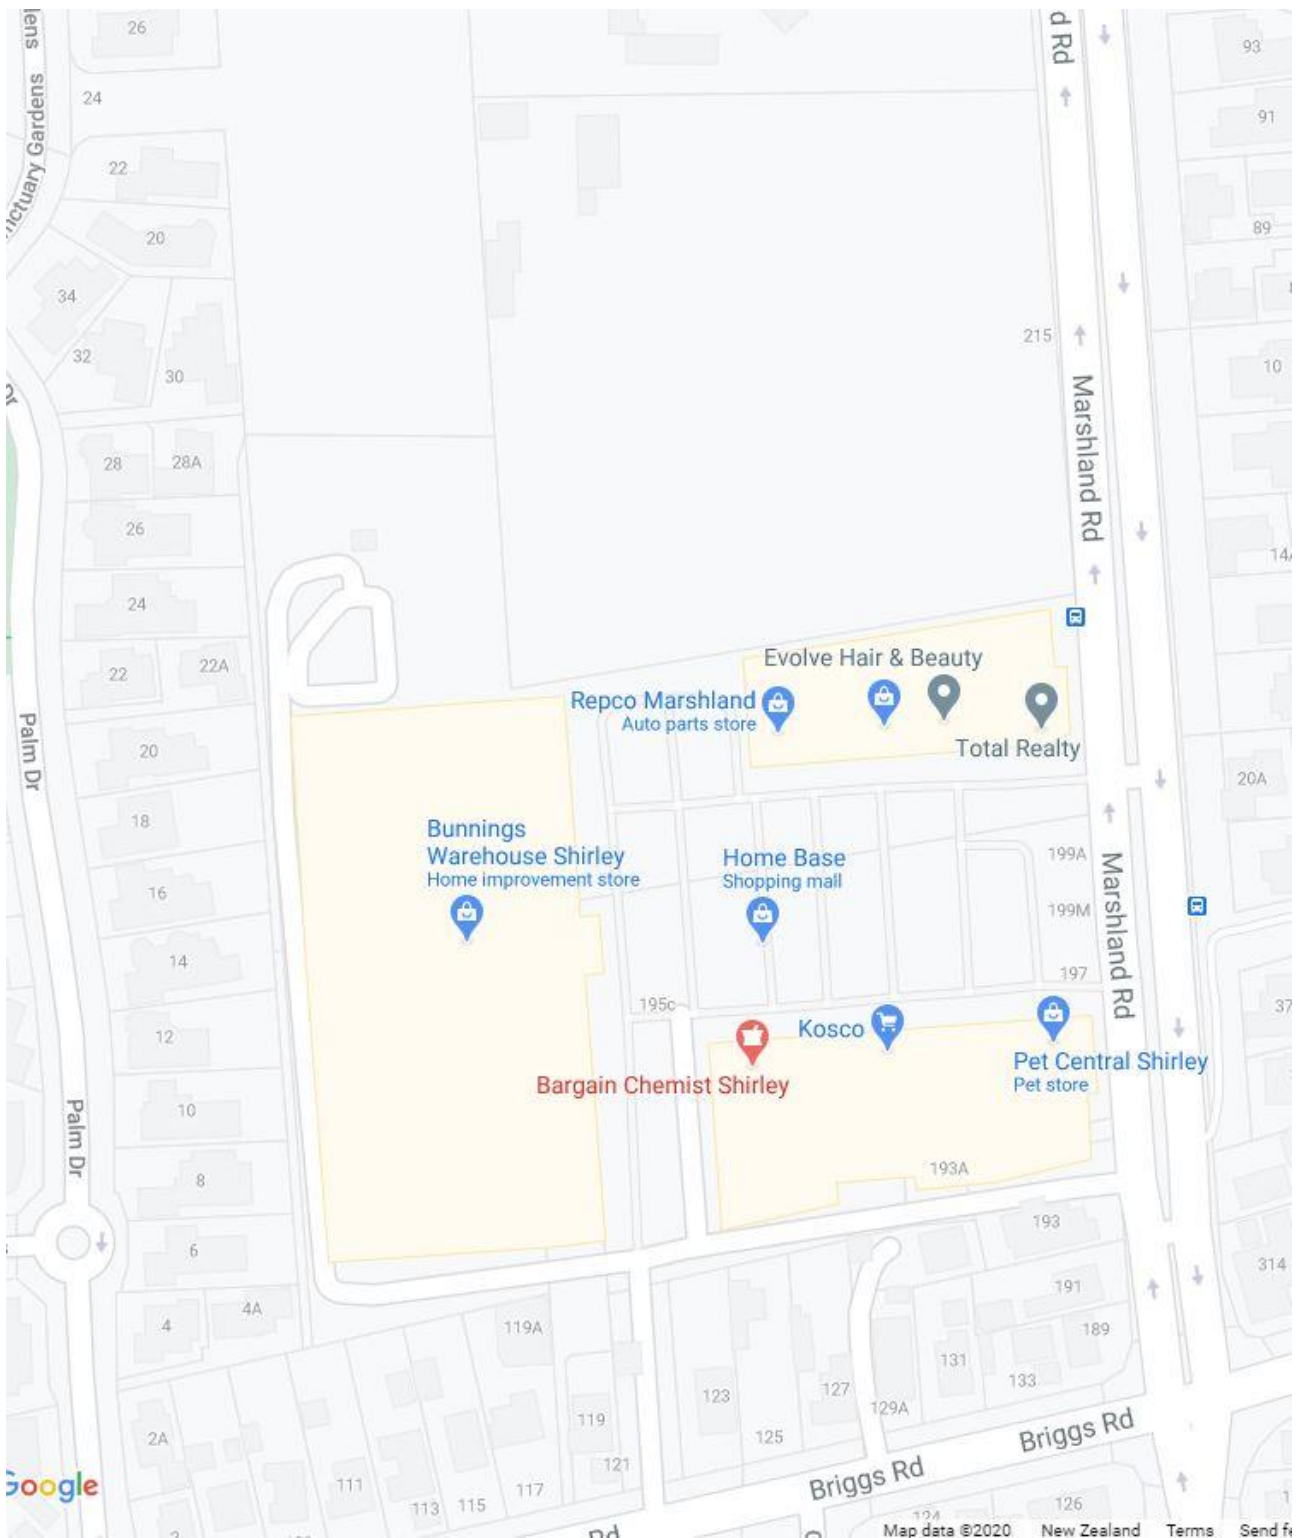 26
24
22
20
34
32
30
28
28A
26
24
22
22A
20
18
16
14
12
10
8
6
4
4A
2A
Palm Dr
Palm Dr
d Rd
Marshland Rd
Marshland Rd
93
91
89
215
10
20A
Evolve Hair & Beauty
Repco Marshland
Auto parts store
Total Realty
Bunnings
Warehouse Shirley
Home improvement store
Home Base
Shopping mall
199A
199M
197
195c
Kosco
Bargain Chemist Shirley
Pet Central Shirley
Pet store
193A
193
191
189
314
119A
119
121
123
125
127
129A
131
133
111
113
115
117
Briggs Rd
Briggs Rd
Rd
126
Google
Map data ©2020
New Zealand
Terms